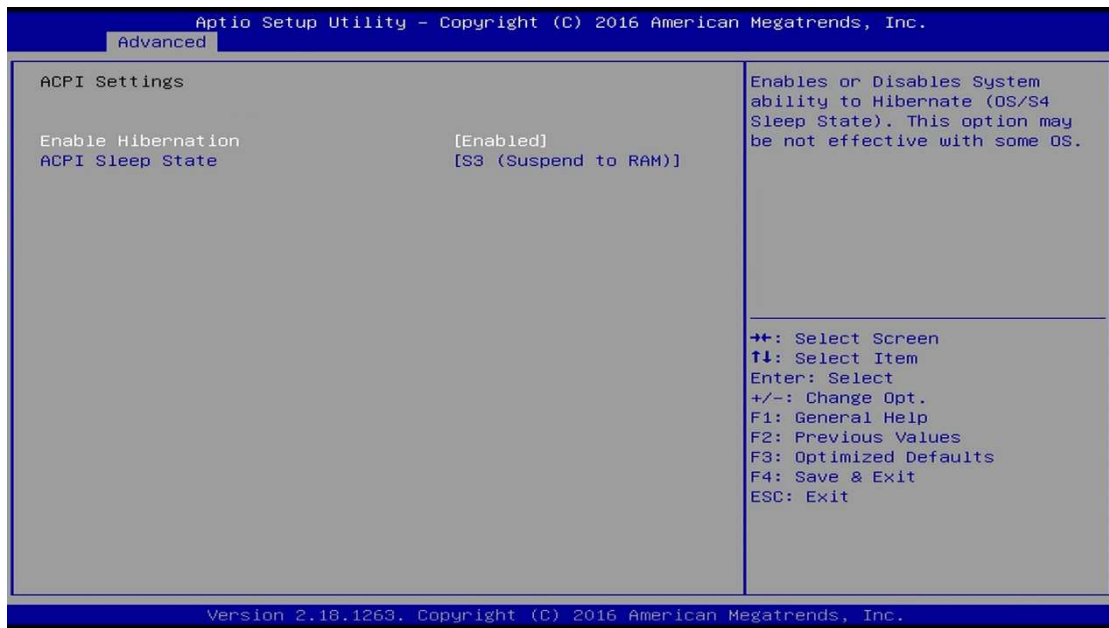 Aptio Setup Utility – Copyright (C) 2016 American Megatrends, Inc.
Advanced
ACPI Settings
Enable Hibernation [Enabled]
ACPI Sleep State [S3 (Suspend to RAM)]
Enables or Disables System
ability to Hibernate (OS/S4
Sleep State). This option may
be not effective with some OS.
→←: Select Screen
↑↓: Select Item
Enter: Select
+/-: Change Opt.
F1: General Help
F2: Previous Values
F3: Optimized Defaults
F4: Save & Exit
ESC: Exit
Version 2.18.1263. Copyright (C) 2016 American Megatrends, Inc.